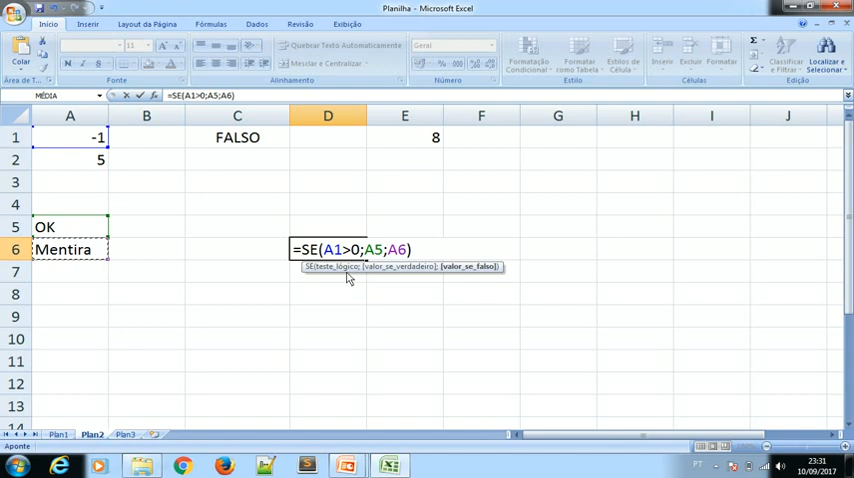 Planilha - Microsoft Excel
Início Inserir Layout da Página Fórmulas Dados Revisão Exibição
Colar
11
Quebrar Texto Automaticamente
Mesclar e Centralizar
Geral
Formatação Condicional
Formatar como Tabela
Estilos de Célula
Inserir Excluir Formatar
Classificar e Filtrar
Localizar e Selecionar
Área de T... Fonte Alinhamento Número Estilo Células Edição
MÉDIA =SE(A1>0;A5;A6)
A B C D E F G H I J
1 -1 FALSO 8
2 5
3
4
5 OK
6 Mentira =SE(A1>0;A5;A6)
SE(teste_lógico; [valor_se_verdadeiro]; [valor_se_falso])
7
8
9
10
11
12
13
14
Plan1 Plan2 Plan3
Aponte
PT
23:31
10/09/2017